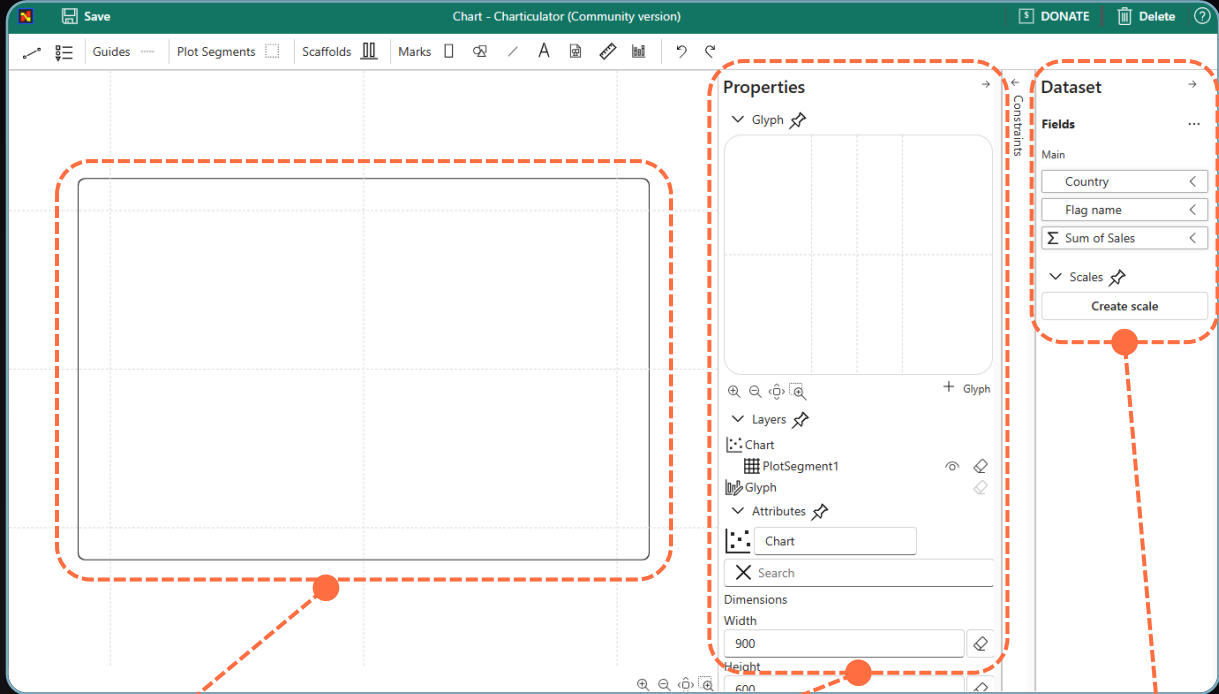 Save
Chart - Charticulator (Community version)
$ DONATE
Delete
?
Guides
Plot Segments
Scaffolds
Marks
A
Properties
Glyph
+ Glyph
Layers
Chart
PlotSegment1
Glyph
Attributes
Chart
Search
Dimensions
Width
900
Height
600
Constraints
Dataset
Fields
...
Main
Country
Flag name
Σ Sum of Sales
Scales
Create scale